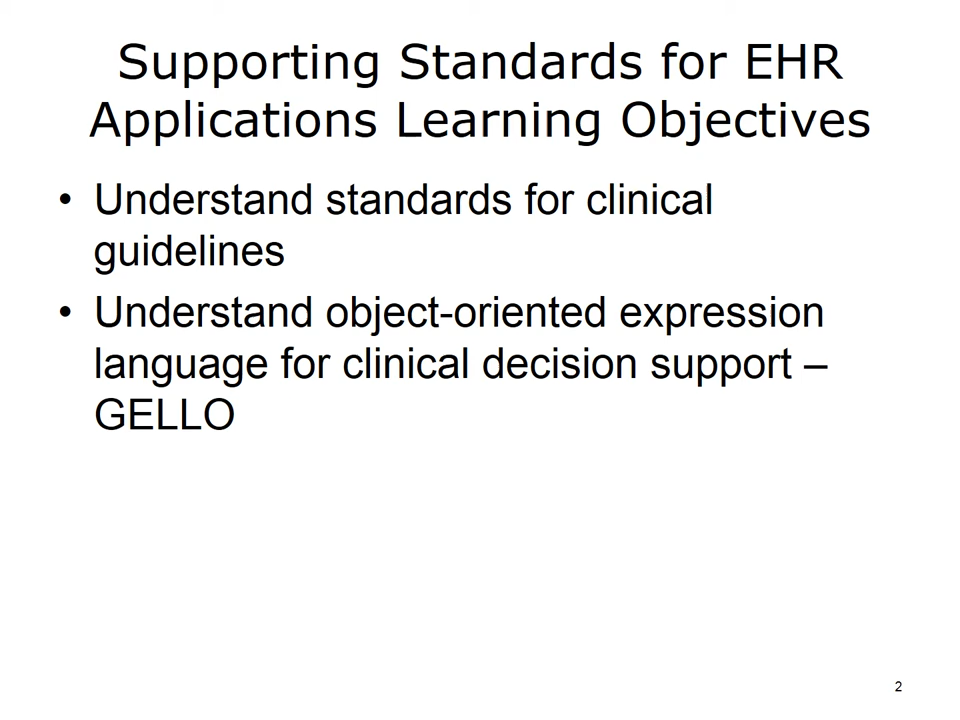 Supporting Standards for EHR
Applications Learning Objectives
• Understand standards for clinical
guidelines
• Understand object-oriented expression
language for clinical decision support –
GELLO
2